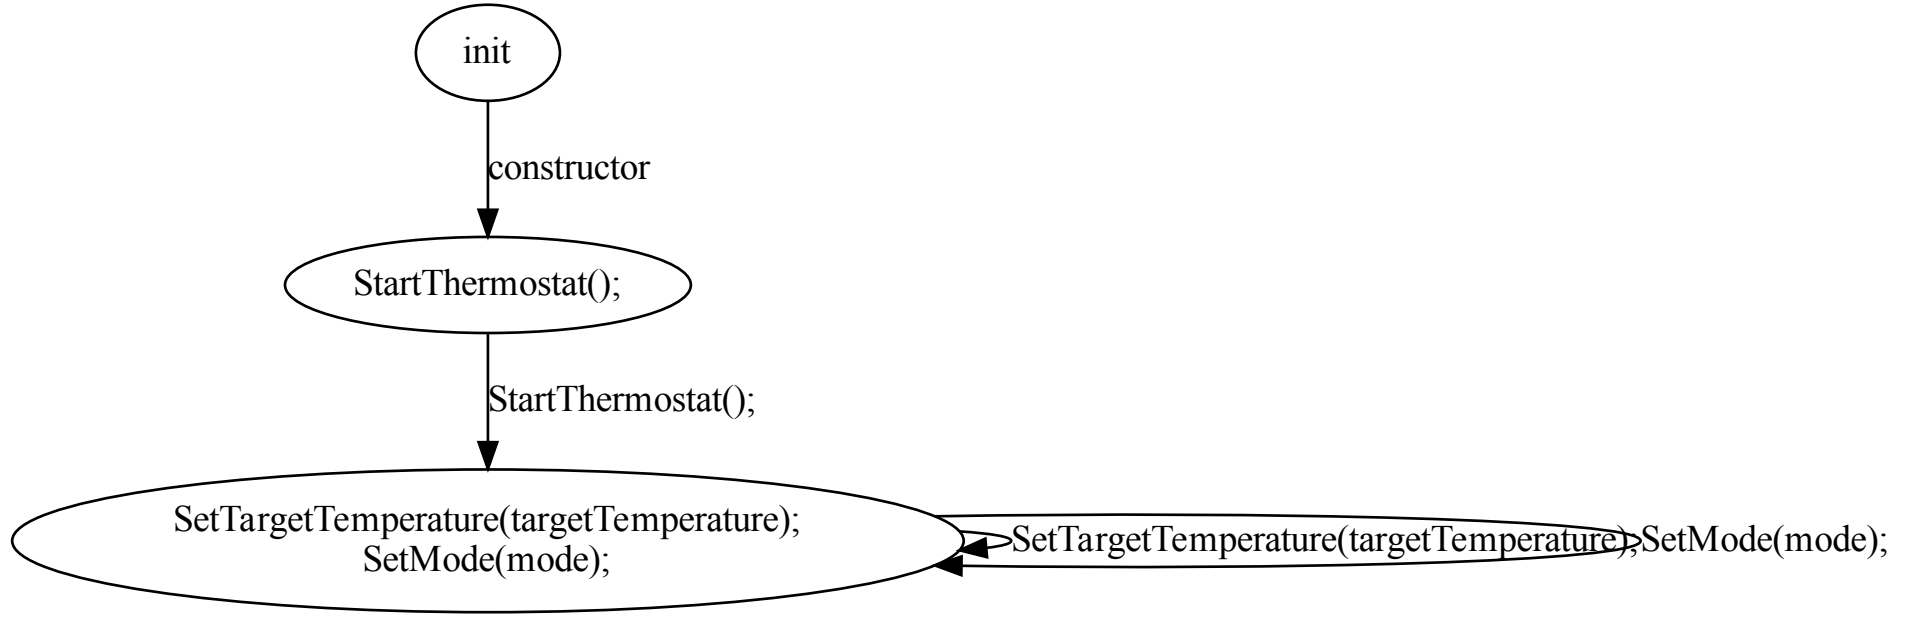 init
constructor
StartThermostat();
StartThermostat();
SetTargetTemperature(targetTemperature);
SetMode(mode);
SetTargetTemperature(targetTemperature);
SetMode(mode);